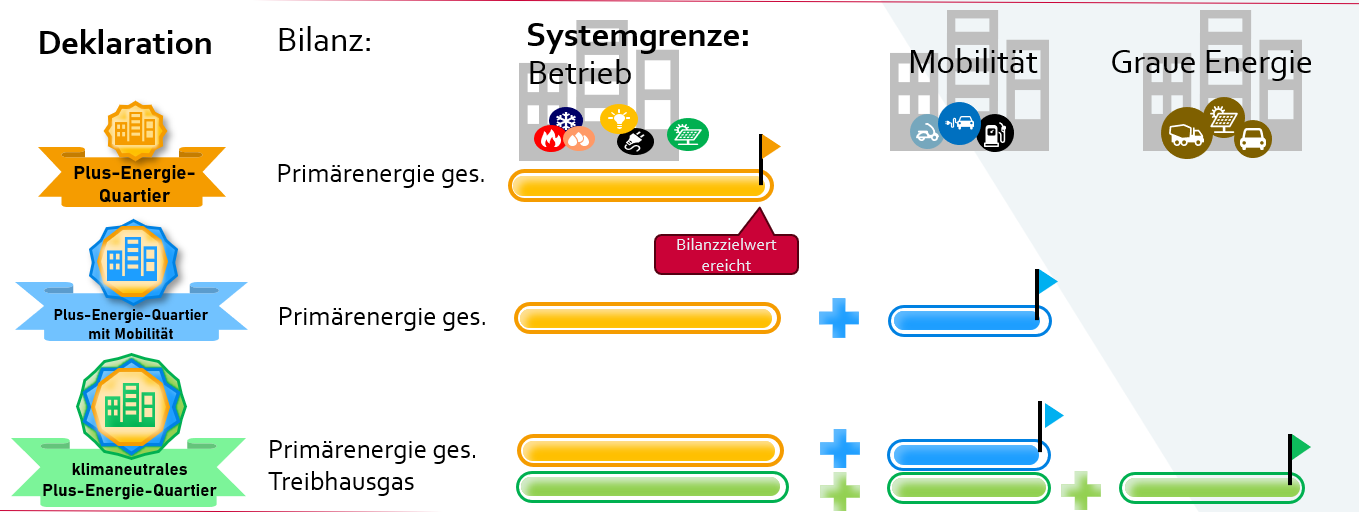 Deklaration
Bilanz:
Systemgrenze:
Betrieb
Mobilität
Graue Energie
Plus-Energie-
Quartier
Primärenergie ges.
Bilanzzielwert
ereicht
Plus-Energie-Quartier
mit Mobilität
Primärenergie ges.
klimaneutrales
Plus-Energie-Quartier
Primärenergie ges.
Treibhausgas